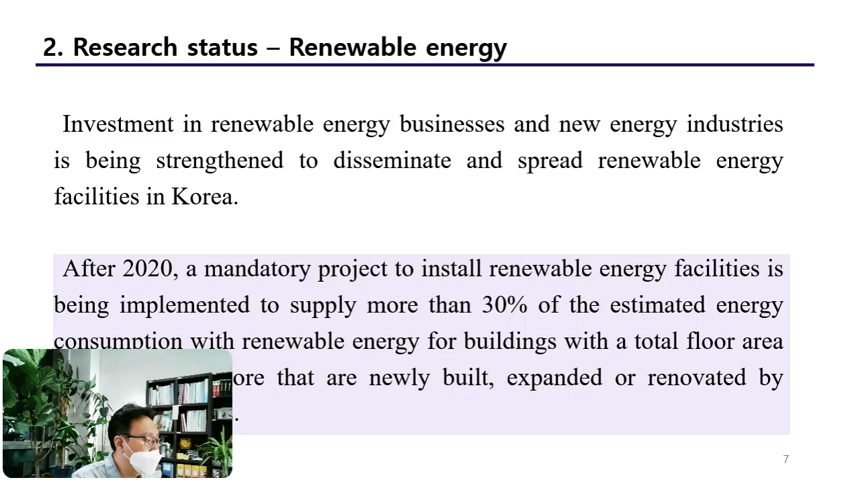 2. Research status – Renewable energy
Investment in renewable energy businesses and new energy industries
is being strengthened to disseminate and spread renewable energy
facilities in Korea.
After 2020, a mandatory project to install renewable energy facilities is
being implemented to supply more than 30% of the estimated energy
consumption with renewable energy for buildings with a total floor area
ore that are newly built, expanded or renovated by
.
7